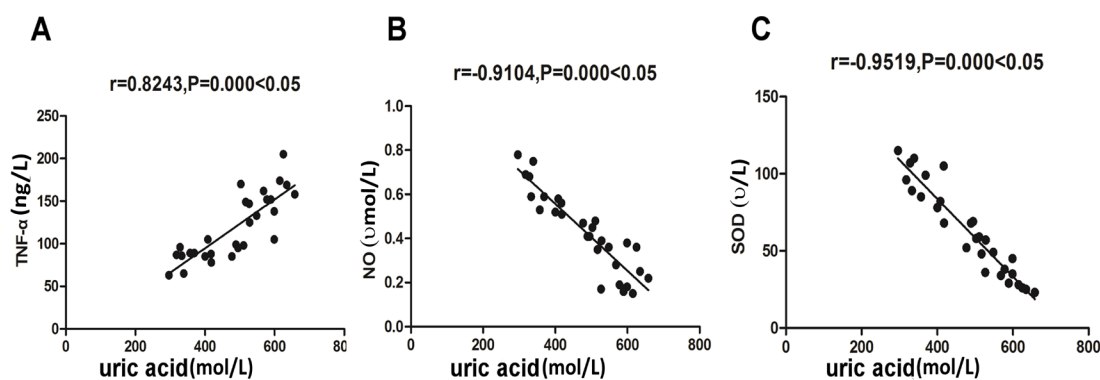 A
r=0.8243,P=0.000<0.05
TNF-α (ng/L)
250
200
150
100
50
0
0 200 400 600 80
uric acid(mol/L)
B
r=-0.9104,P=0.000<0.05
NO (υmol/L)
1.0
0.8
0.6
0.4
0.2
0.0
0 200 400 600 800
uric acid(mol/L)
C
r=-0.9519,P=0.000<0.05
SOD (υ/L)
150
100
50
0
0 200 400 600 800
uric acid(mol/L)